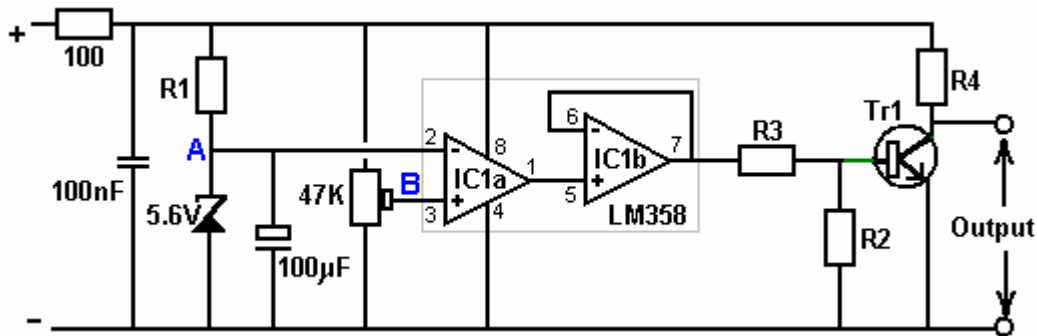 +
100
R1
A
100nF
5.6V
100µF
47K
B
2
3
8
4
1
-
+
IC1a
6
5
7
-
+
IC1b
LM358
R3
R2
Tr1
R4
Output
-